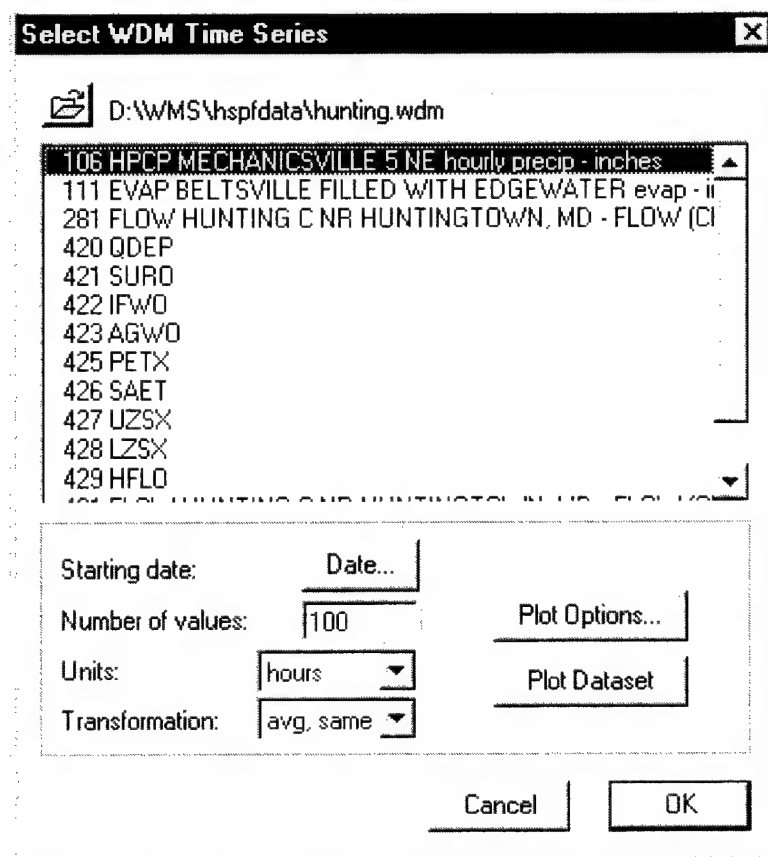 Select WDM Time Series
D:\WMS\hspfdata\hunting.wdm
106 HPCP MECHANICSVILLE 5 NE hourly precip - inches
111 EVAP BELTSVILLE FILLED WITH EDGEWATER evap - i
281 FLOW HUNTING C NR HUNTINGTOWN, MD - FLOW (C
420 QDEP
421 SURO
422 IFWO
423 AGWO
425 PETX
426 SAET
427 UZSX
428 LZSX
429 HFLO
Starting date: Date...
Number of values: 100
Plot Options...
Units: hours
Plot Dataset
Transformation: avg, same
Cancel OK